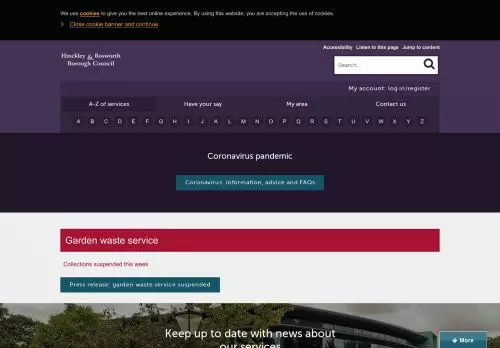 We use cookies to give you the best online experience. By using this website, you are accepting the use of cookies.
Close cookie banner and continue
Accessibility Listen to this page Jump to content
Hinckley & Bosworth
Borough Council
Search...
My account: log in/register
A-Z of services Have your say My area Contact us
A B C D E F G H I J L M N O P Q R S T U V W X Y Z
Coronavirus pandemic
Coronavirus: information, advice and FAQs
Garden waste service
Collections suspended this week
Press release: garden waste service suspended
Keep up to date with news about
our services
More